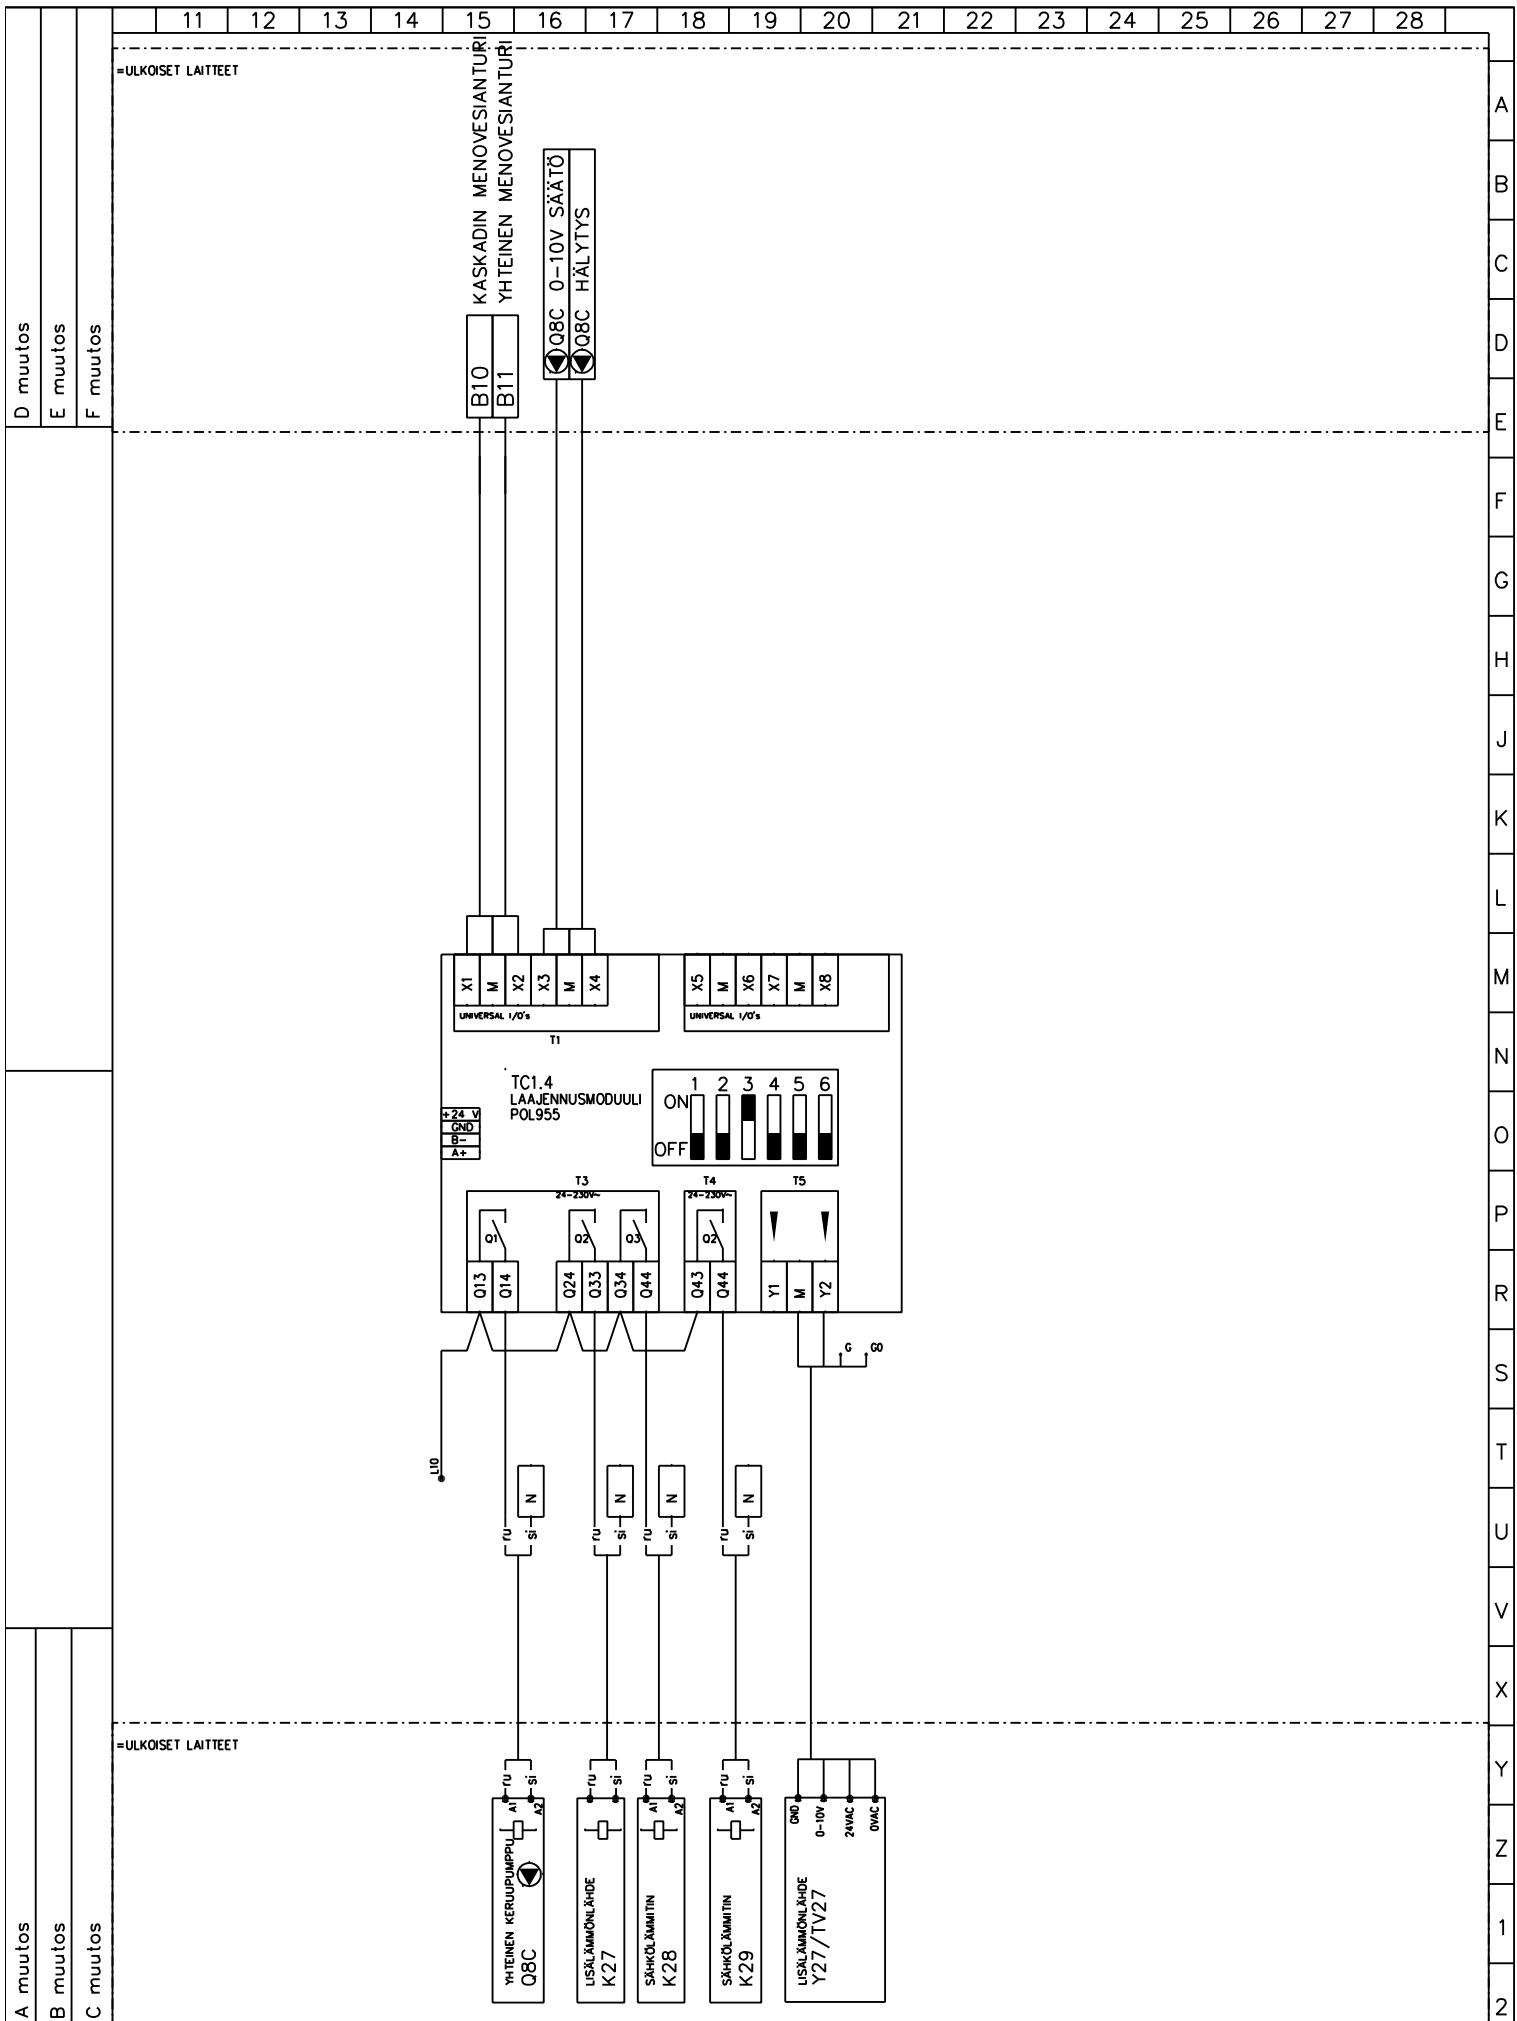 11 12 13 14 15 16 17 18 19 20 21 22 23 24 25 26 27 28
=ULKOISET LAITTEET
KASKADIN MENOVESIANTURI
YHTEINEN MENOVESIANTURI
Q8C 0-10V SÄÄTÖ
Q8C HÄLYTYS
B10
B11
D muutos
E muutos
F muutos
A
B
C
D
E
F
G
H
J
K
L
M
N
O
P
R
S
T
U
V
X
Y
Z
1
2
X1 M X2 X3 M X4
UNIVERSAL I/O's
T1
X5 M X6 X7 M X8
UNIVERSAL I/O's
TC1.4
LAAJENNUSMODUULI
POL955
+24 V
GND
B-
A+
1 2 3 4 5 6
ON
OFF
T3
24-230V~
T4
24-230V~
T5
Q1 Q2 Q3 Q2
Q13 Q14 Q24 Q33 Q34 Q44 Q43 Q44 Y1 M Y2
G G0
L10
N N N N
ru si ru si ru si ru si
=ULKOISET LAITTEET
ru si ru si ru si ru si
A1 A2 A1 A2 A1 A2
GND 0-10V 24VAC 0VAC
YHTEINEN KERUUPUMPPU
Q8C
LISÄLÄMMÖNLÄHDE
K27
SÄHKÖLÄMMITIN
K28
SÄHKÖLÄMMITIN
K29
LISÄLÄMMÖNLÄHDE
Y27/TV27
A muutos
B muutos
C muutos